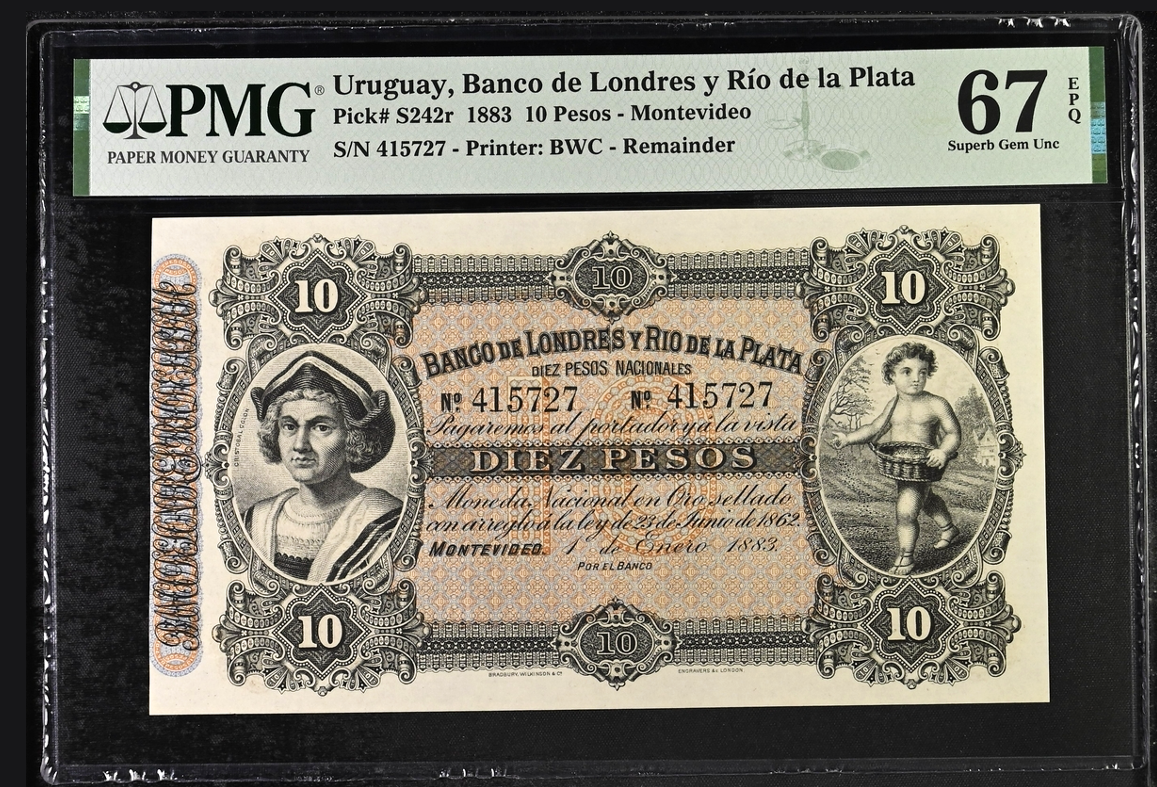 PMG®
PAPER MONEY GUARANTY
Uruguay, Banco de Londres y Río de la Plata
Pick# S242r 1883 10 Pesos - Montevideo
S/N 415727 - Printer: BWC - Remainder
67
EPQ
Superb Gem Unc
10
10
10
BANCO DE LONDRES Y RIO DE LA PLATA
DIEZ PESOS NACIONALES
Nº 415727 Nº 415727
Pagaremos al portador y a la vista
DIEZ PESOS
Moneda Nacional en Oro sellado
con arreglo á la ley de 23 de Junio de 1862.
MONTEVIDEO. 1 de Enero 1883.
POR EL BANCO
CRISTOBAL COLON
10
10
10
BRADBURY, WILKINSON & Cº
ENGRAVERS &c. LONDON